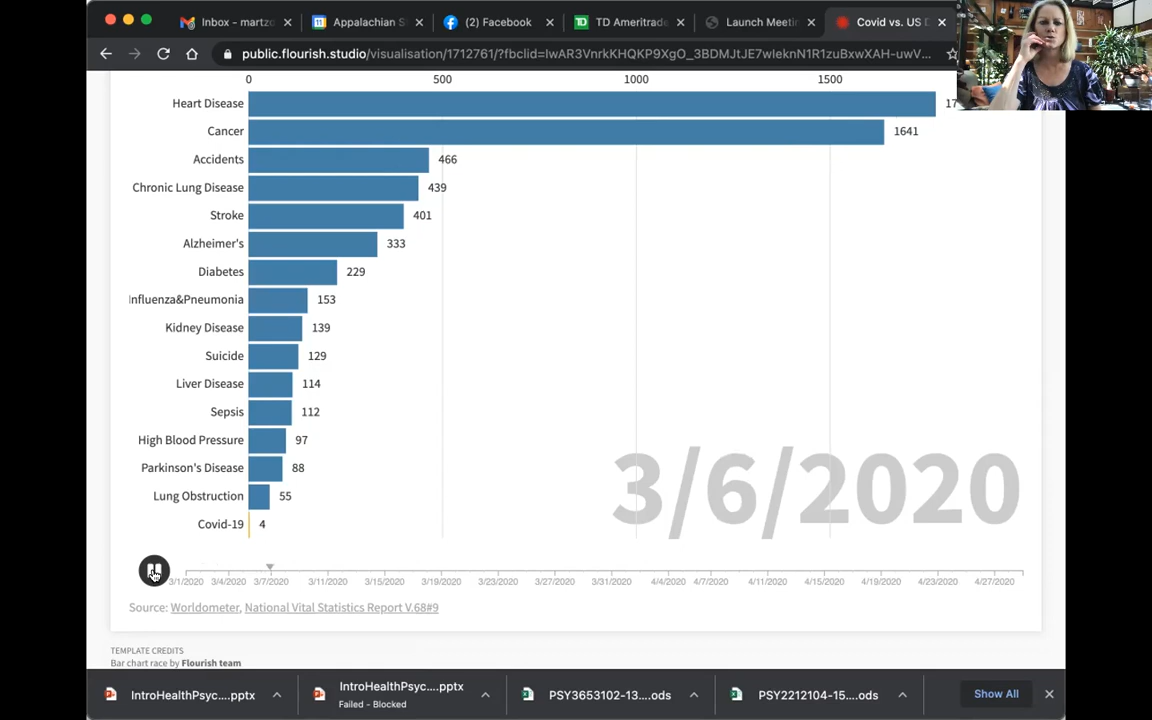 Inbox - martzo
Appalachian S
(2) Facebook
TD Ameritrade
Launch Meetin
Covid vs. US D
public.flourish.studio/visualisation/1712761/?fbclid=IwAR3VnrkKHQKP9XgO_3BDMJtJE7wIeknN1R1zuBxwXAH-uwV...
0 500 1000 1500
Heart Disease 17
Cancer 1641
Accidents 466
Chronic Lung Disease 439
Stroke 401
Alzheimer's 333
Diabetes 229
Influenza&Pneumonia 153
Kidney Disease 139
Suicide 129
Liver Disease 114
Sepsis 112
High Blood Pressure 97
Parkinson's Disease 88
Lung Obstruction 55
Covid-19 4
3/6/2020
3/1/2020 3/4/2020 3/7/2020 3/11/2020 3/15/2020 3/19/2020 3/23/2020 3/27/2020 3/31/2020 4/4/2020 4/7/2020 4/11/2020 4/15/2020 4/19/2020 4/23/2020 4/27/2020
Source: Worldometer, National Vital Statistics Report V.68#9
TEMPLATE CREDITS
Bar chart race by Flourish team
IntroHealthPsyc....pptx
IntroHealthPsyc....pptx
Failed - Blocked
PSY3653102-13....ods
PSY2212104-15....ods
Show All